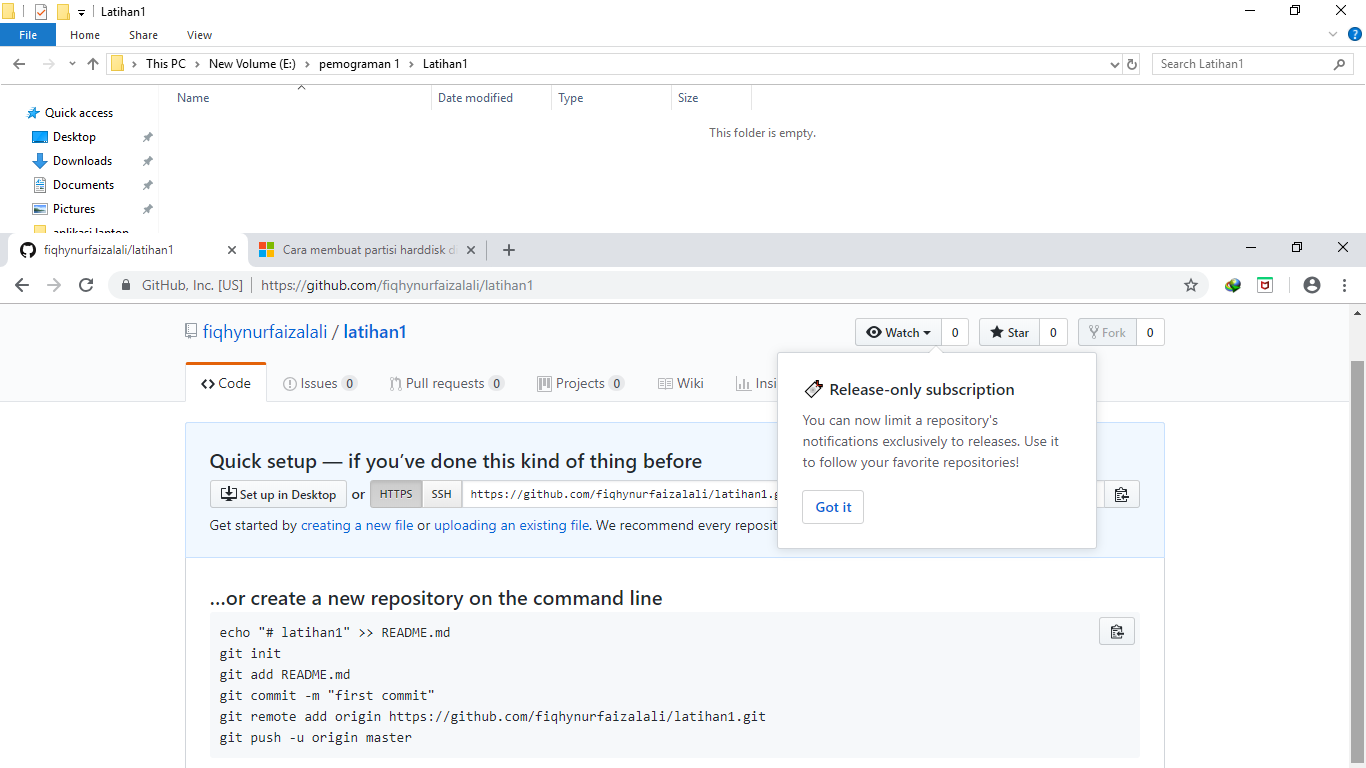 Latihan1
File Home Share View
This PC New Volume (E:) pemograman 1 Latihan1
Search Latihan1
Name Date modified Type Size
This folder is empty.
Quick access
Desktop
Downloads
Documents
Pictures
aplikasi laptop
fiqhynurfaizalali/latihan1
Cara membuat partisi harddisk d
GitHub, Inc. [US] https://github.com/fiqhynurfaizalali/latihan1
fiqhynurfaizalali / latihan1
Watch 0 Star 0 Fork 0
Code Issues 0 Pull requests 0 Projects 0 Wiki Insi
Release-only subscription
You can now limit a repository's
notifications exclusively to releases. Use it
to follow your favorite repositories!
Got it
Quick setup — if you’ve done this kind of thing before
Set up in Desktop or HTTPS SSH https://github.com/fiqhynurfaizalali/latihan1.g
Get started by creating a new file or uploading an existing file. We recommend every reposit
…or create a new repository on the command line
echo "# latihan1" >> README.md
git init
git add README.md
git commit -m "first commit"
git remote add origin https://github.com/fiqhynurfaizalali/latihan1.git
git push -u origin master